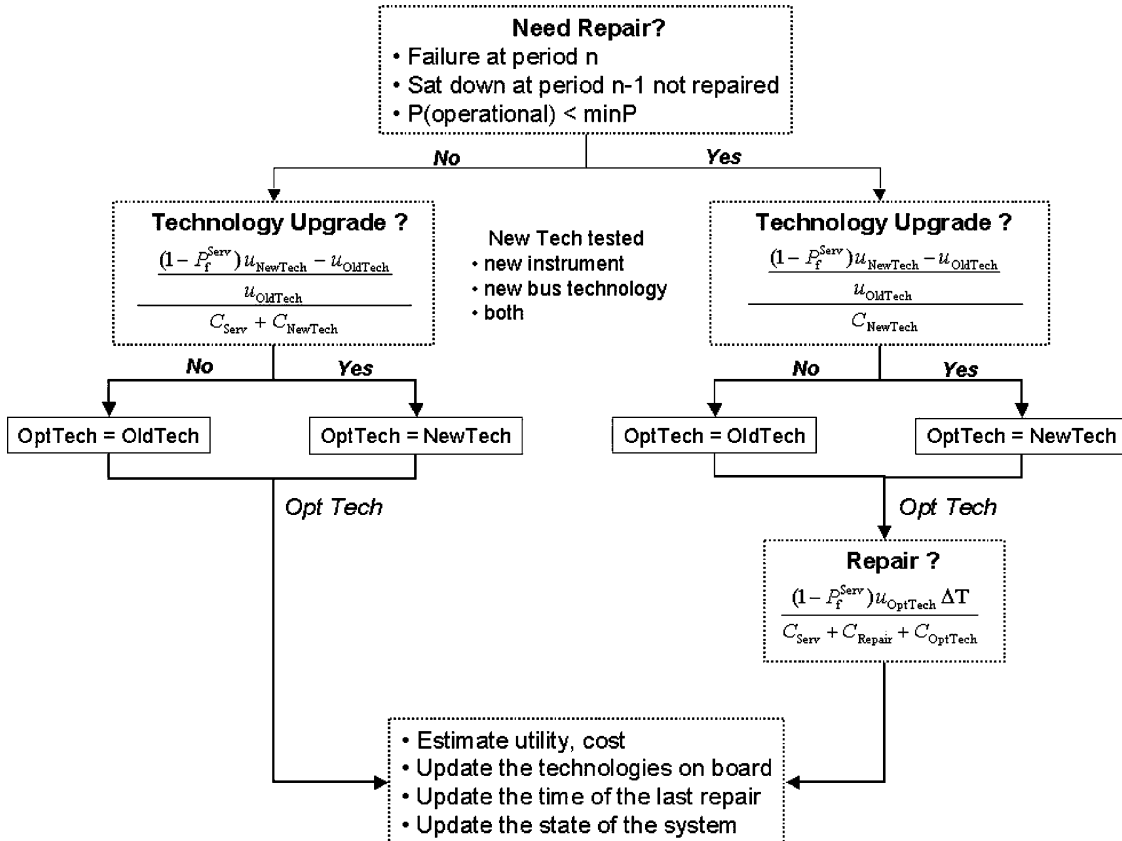 Need Repair?
• Failure at period n
• Sat down at period n-1 not repaired
• P(operational) < minP
No
Yes
Technology Upgrade ?
(1− P_f^Serv) u_NewTech − u_OldTech
u_OldTech
C_Serv + C_NewTech
New Tech tested
• new instrument
• new bus technology
• both
Technology Upgrade ?
(1− P_f^Serv) u_NewTech − u_OldTech
u_OldTech
C_NewTech
No
Yes
No
Yes
OptTech = OldTech
OptTech = NewTech
OptTech = OldTech
OptTech = NewTech
Opt Tech
Opt Tech
Repair ?
(1− P_f^Serv) u_OptTech ΔT
C_Serv + C_Repair + C_OptTech
• Estimate utility, cost
• Update the technologies on board
• Update the time of the last repair
• Update the state of the system